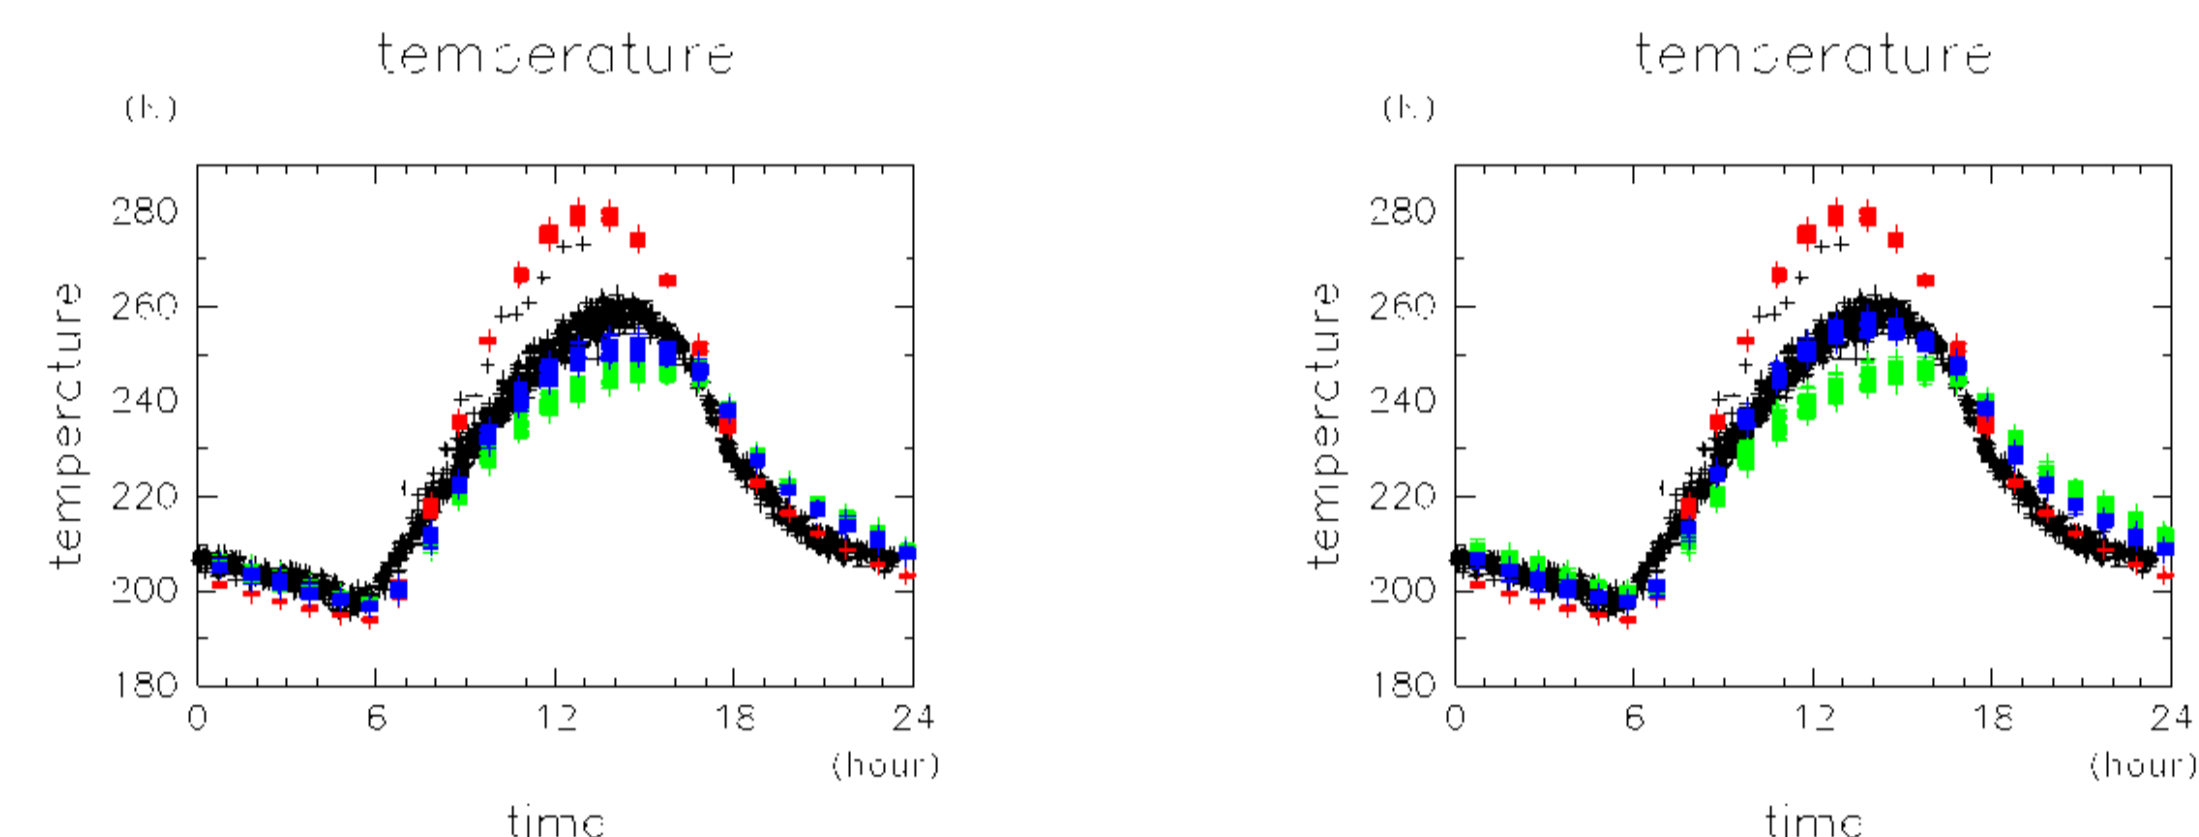 temperature temperature
(K) (K)
280 280
260 260
240 240
220 220
200 200
180 180
temperature temperature
0 6 12 18 24 0 6 12 18 24
(hour) (hour)
time time